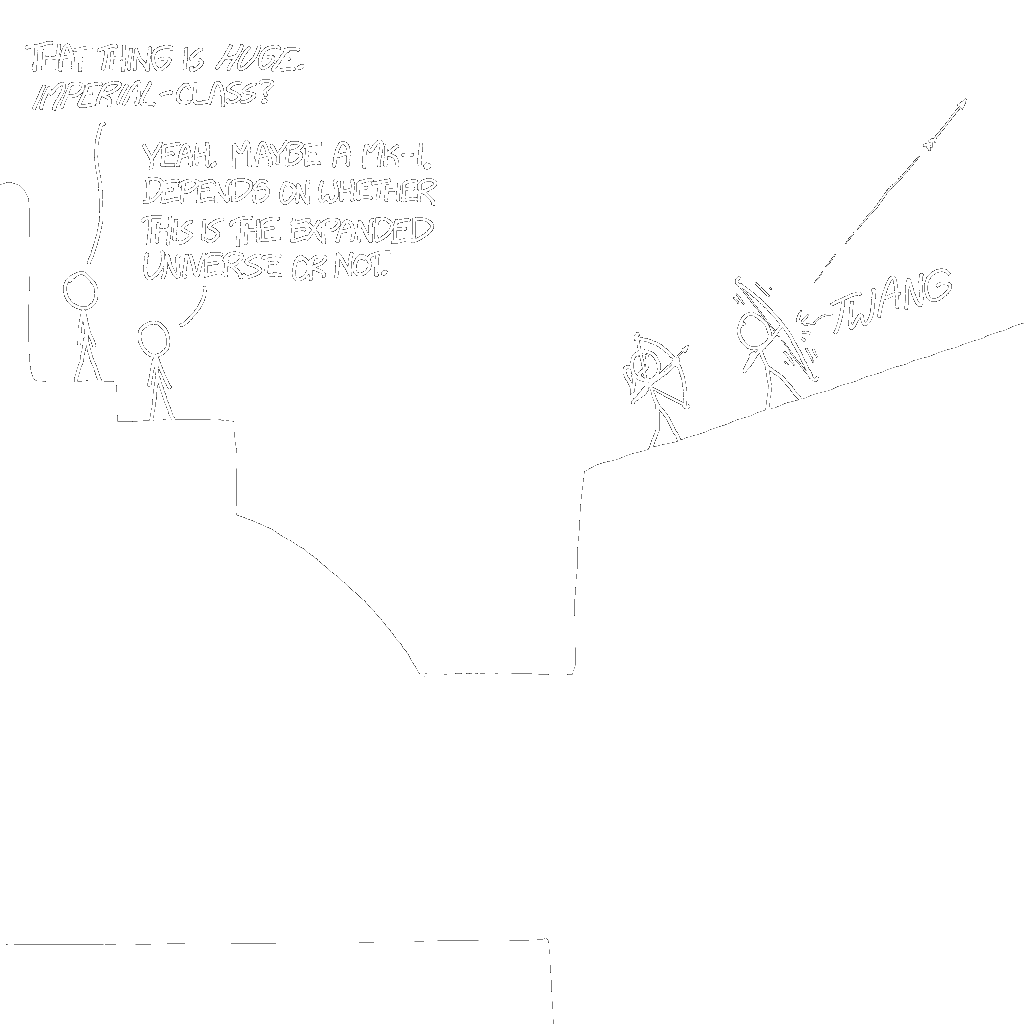 THAT THING IS HUGE.
IMPERIAL-CLASS?
YEAH. MAYBE A MK-I.
DEPENDS ON WHETHER
THIS IS THE EXPANDED
UNIVERSE OR NOT.
TWANG